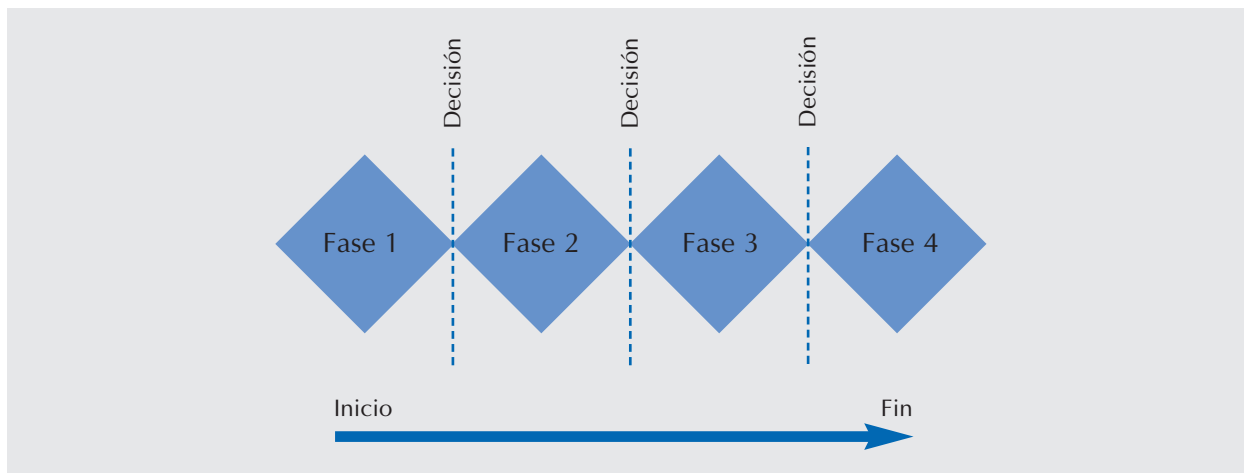 Decisión
Decisión
Decisión
Fase 1
Fase 2
Fase 3
Fase 4
Inicio
Fin